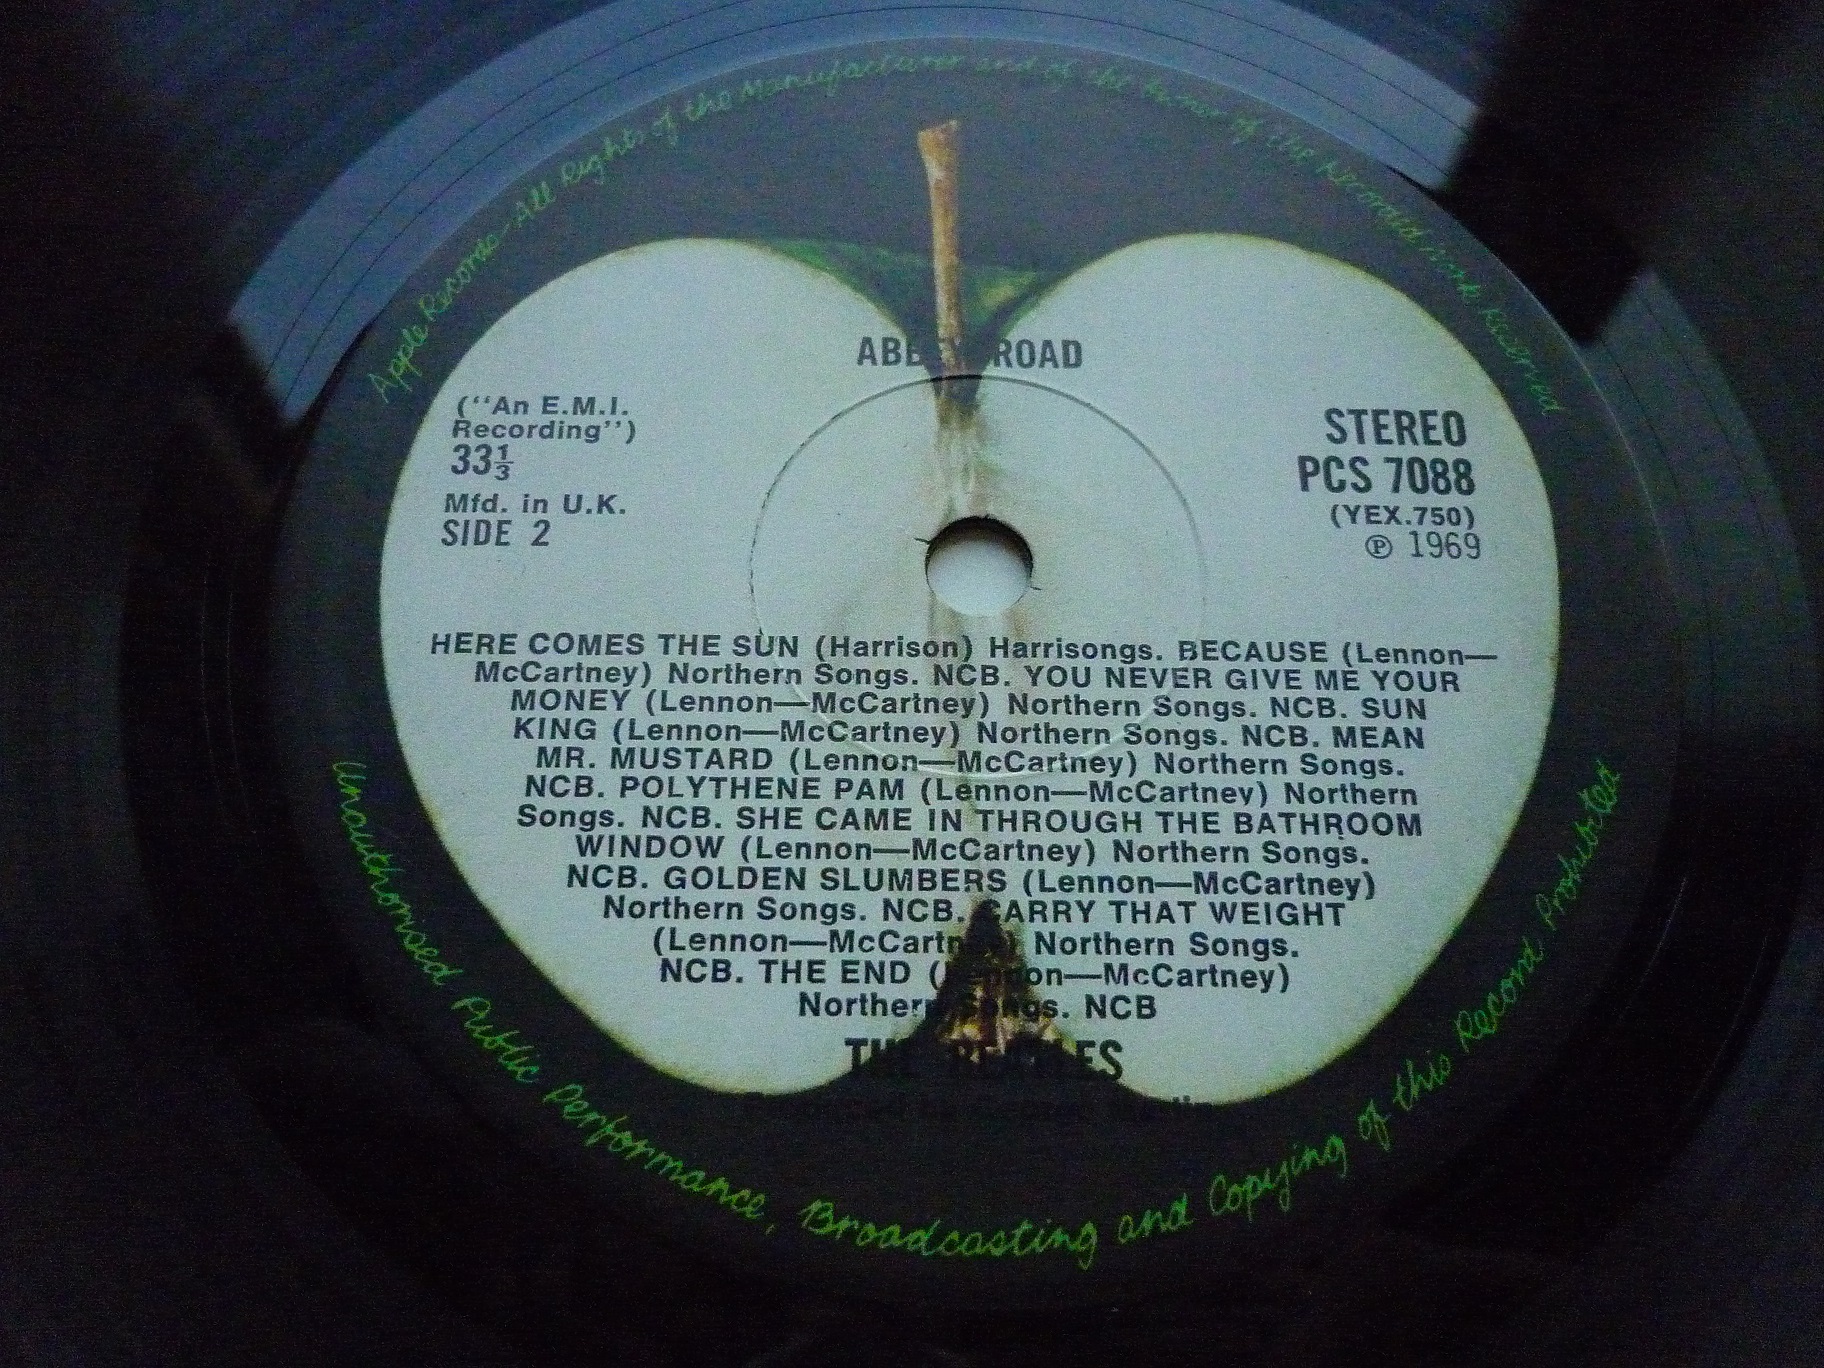 Apple Records-All Rights of the Manufacturer and of the Owner of the Recorded Work Reserved
ABBEY ROAD
(“An E.M.I.
Recording”)
33⅓
Mfd. in U.K.
SIDE 2
STEREO
PCS 7088
(YEX.750)
℗ 1969
HERE COMES THE SUN (Harrison) Harrisongs. BECAUSE (Lennon—
McCartney) Northern Songs. NCB. YOU NEVER GIVE ME YOUR
MONEY (Lennon—McCartney) Northern Songs. NCB. SUN
KING (Lennon—McCartney) Northern Songs. NCB. MEAN
MR. MUSTARD (Lennon—McCartney) Northern Songs.
NCB. POLYTHENE PAM (Lennon—McCartney) Northern
Songs. NCB. SHE CAME IN THROUGH THE BATHROOM
WINDOW (Lennon—McCartney) Northern Songs.
NCB. GOLDEN SLUMBERS (Lennon—McCartney)
Northern Songs. NCB. CARRY THAT WEIGHT
(Lennon—McCartney) Northern Songs.
NCB. THE END (Lennon—McCartney)
Northern Songs. NCB
THE BEATLES
Unauthorised Public Performance, Broadcasting and Copying of this Record Prohibited